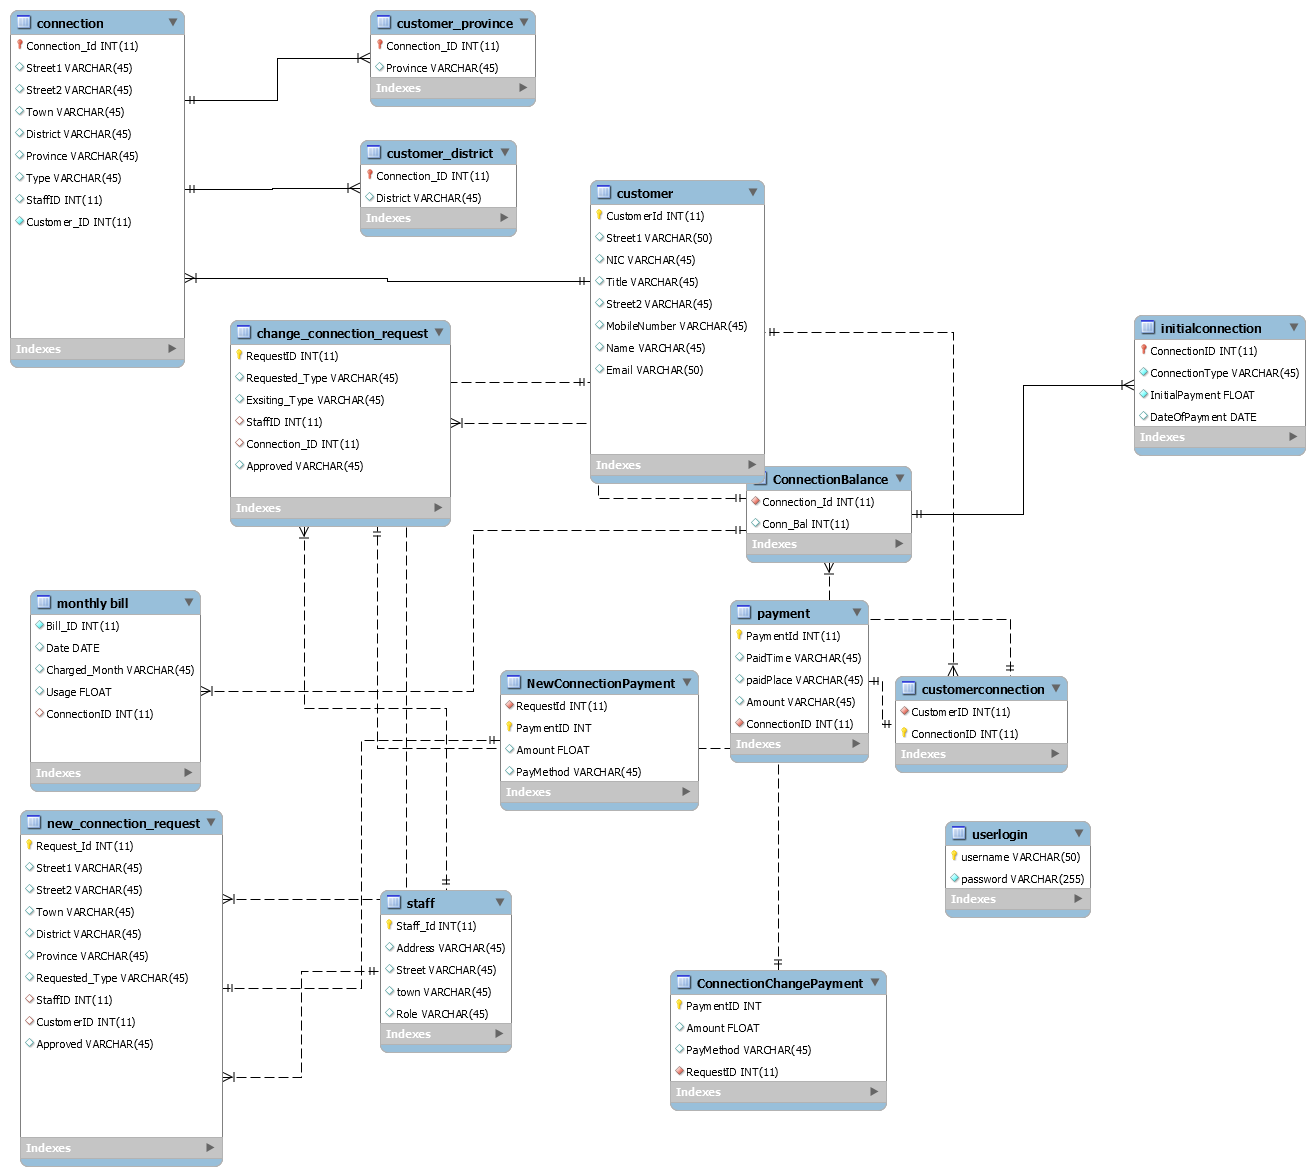 connection
Connection_Id INT(11)
Street1 VARCHAR(45)
Street2 VARCHAR(45)
Town VARCHAR(45)
District VARCHAR(45)
Province VARCHAR(45)
Type VARCHAR(45)
StaffID INT(11)
Customer_ID INT(11)
Indexes
customer_province
Connection_ID INT(11)
Province VARCHAR(45)
Indexes
customer_district
Connection_ID INT(11)
District VARCHAR(45)
Indexes
customer
CustomerId INT(11)
Street1 VARCHAR(50)
NIC VARCHAR(45)
Title VARCHAR(45)
Street2 VARCHAR(45)
MobileNumber VARCHAR(45)
Name VARCHAR(45)
Email VARCHAR(50)
Indexes
change_connection_request
RequestID INT(11)
Requested_Type VARCHAR(45)
Exsiting_Type VARCHAR(45)
StaffID INT(11)
Connection_ID INT(11)
Approved VARCHAR(45)
Indexes
initialconnection
ConnectionID INT(11)
ConnectionType VARCHAR(45)
InitialPayment FLOAT
DateOfPayment DATE
Indexes
ConnectionBalance
Connection_Id INT(11)
Conn_Bal INT(11)
Indexes
monthly bill
Bill_ID INT(11)
Date DATE
Charged_Month VARCHAR(45)
Usage FLOAT
ConnectionID INT(11)
Indexes
NewConnectionPayment
RequestId INT(11)
PaymentID INT
Amount FLOAT
PayMethod VARCHAR(45)
Indexes
payment
PaymentId INT(11)
PaidTime VARCHAR(45)
paidPlace VARCHAR(45)
Amount VARCHAR(45)
ConnectionID INT(11)
Indexes
customerconnection
CustomerID INT(11)
ConnectionID INT(11)
Indexes
new_connection_request
Request_Id INT(11)
Street1 VARCHAR(45)
Street2 VARCHAR(45)
Town VARCHAR(45)
District VARCHAR(45)
Province VARCHAR(45)
Requested_Type VARCHAR(45)
StaffID INT(11)
CustomerID INT(11)
Approved VARCHAR(45)
Indexes
staff
Staff_Id INT(11)
Address VARCHAR(45)
Street VARCHAR(45)
town VARCHAR(45)
Role VARCHAR(45)
Indexes
userlogin
username VARCHAR(50)
password VARCHAR(255)
Indexes
ConnectionChangePayment
PaymentID INT
Amount FLOAT
PayMethod VARCHAR(45)
RequestID INT(11)
Indexes